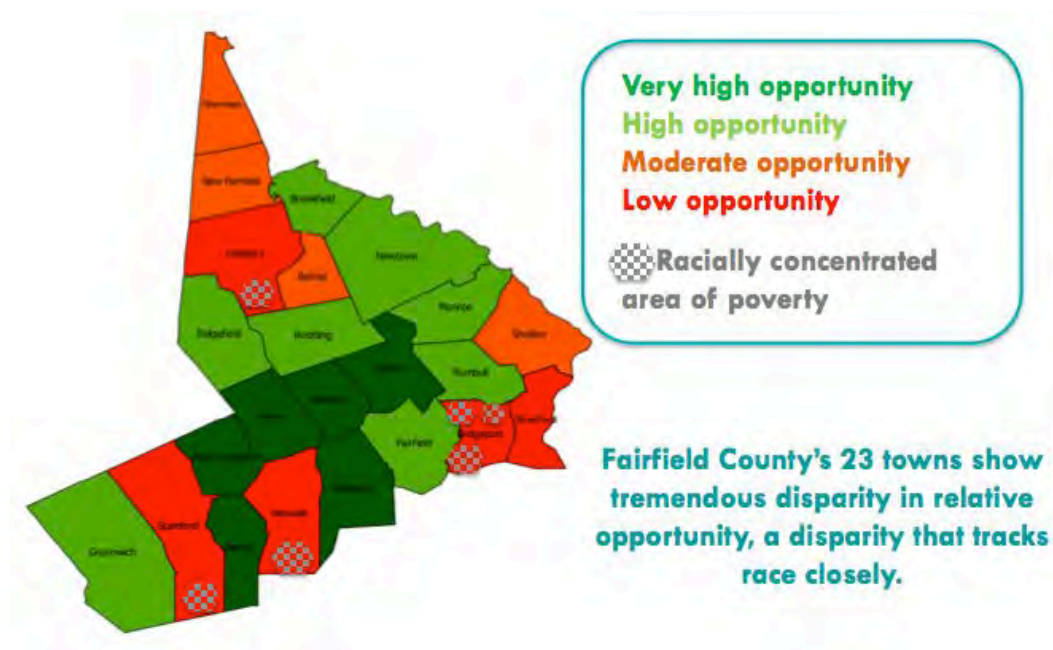 Very high opportunity
High opportunity
Moderate opportunity
Low opportunity
Racially concentrated
area of poverty
Sherman
New Fairfield
Brookfield
Newtown
Bethel
Monroe
Ridgefield
Redding
Shelton
Trumbull
Fairfield
Bridgeport
Stamford
Norwalk
Greenwich
Fairfield County's 23 towns show
tremendous disparity in relative
opportunity, a disparity that tracks
race closely.